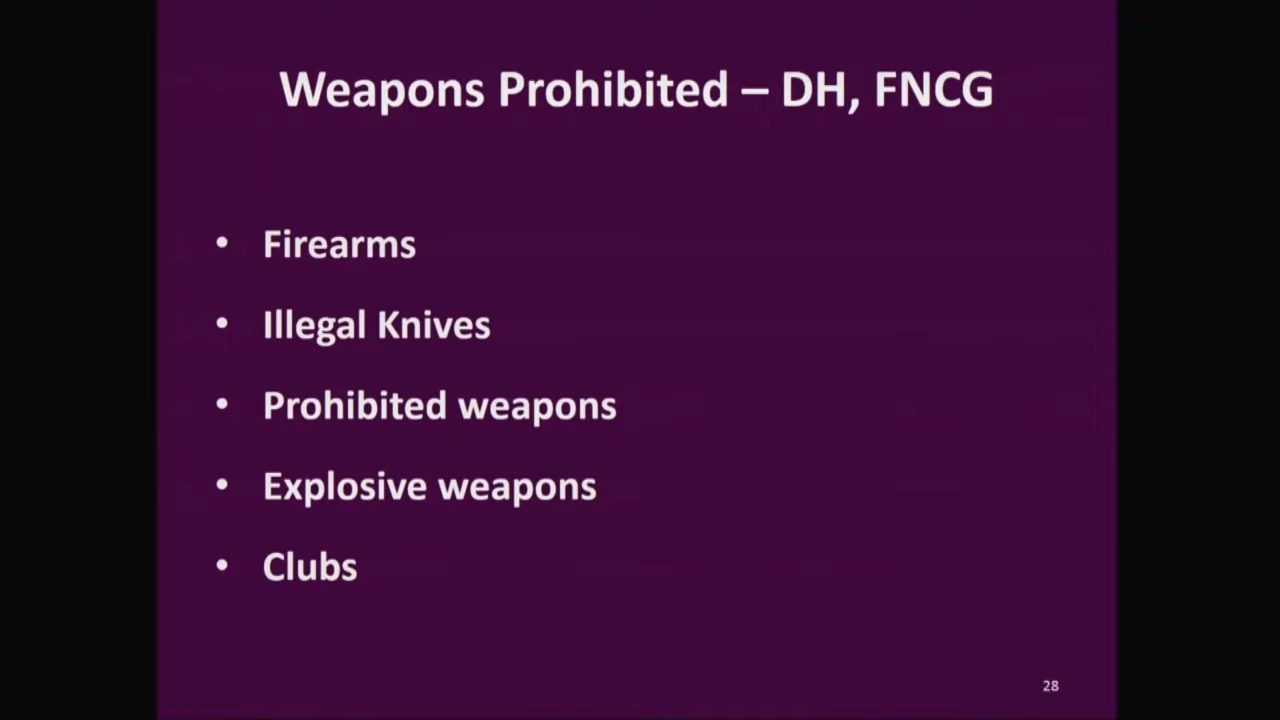 Weapons Prohibited – DH, FNCG
• Firearms
• Illegal Knives
• Prohibited weapons
• Explosive weapons
• Clubs
28